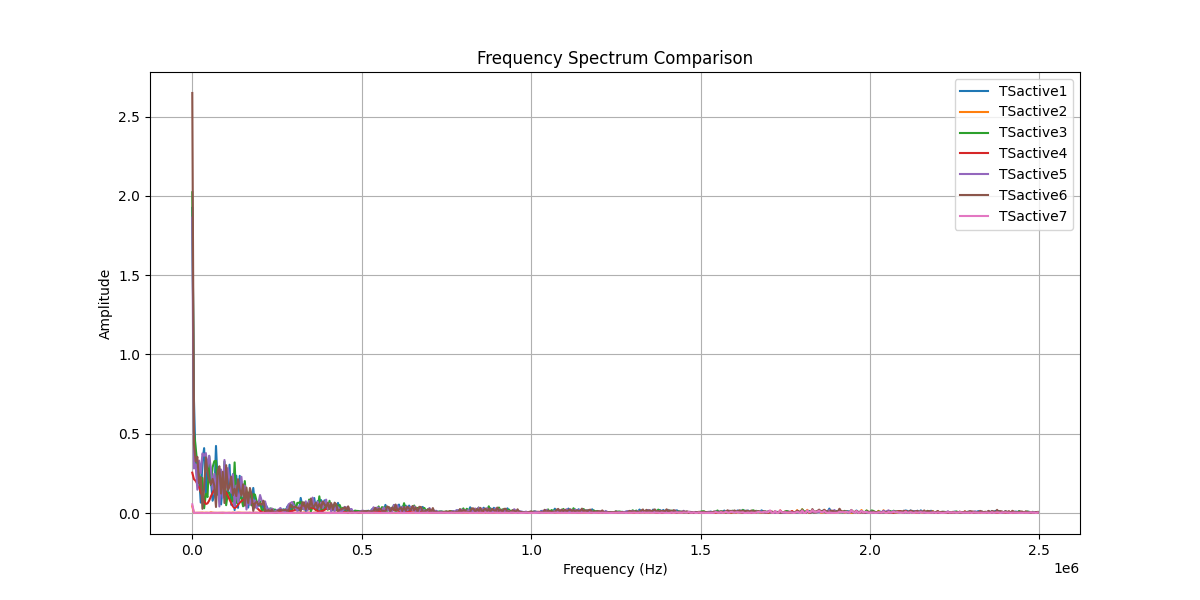 Frequency Spectrum Comparison
TSactive1
TSactive2
TSactive3
TSactive4
TSactive5
TSactive6
TSactive7
2.5
2.0
1.5
1.0
0.5
0.0
Amplitude
0.0 0.5 1.0 1.5 2.0 2.5
1e6
Frequency (Hz)